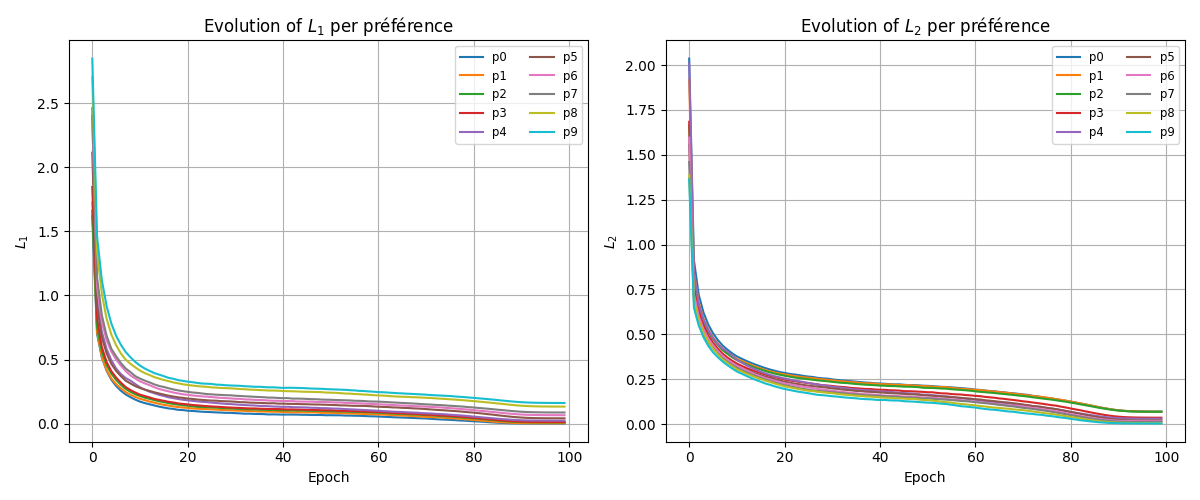 Evolution of L1 per préférence
L1
2.5
2.0
1.5
1.0
0.5
0.0
0 20 40 60 80 100
Epoch
p0 p5
p1 p6
p2 p7
p3 p8
p4 p9
Evolution of L2 per préférence
L2
2.00
1.75
1.50
1.25
1.00
0.75
0.50
0.25
0.00
0 20 40 60 80 100
Epoch
p0 p5
p1 p6
p2 p7
p3 p8
p4 p9